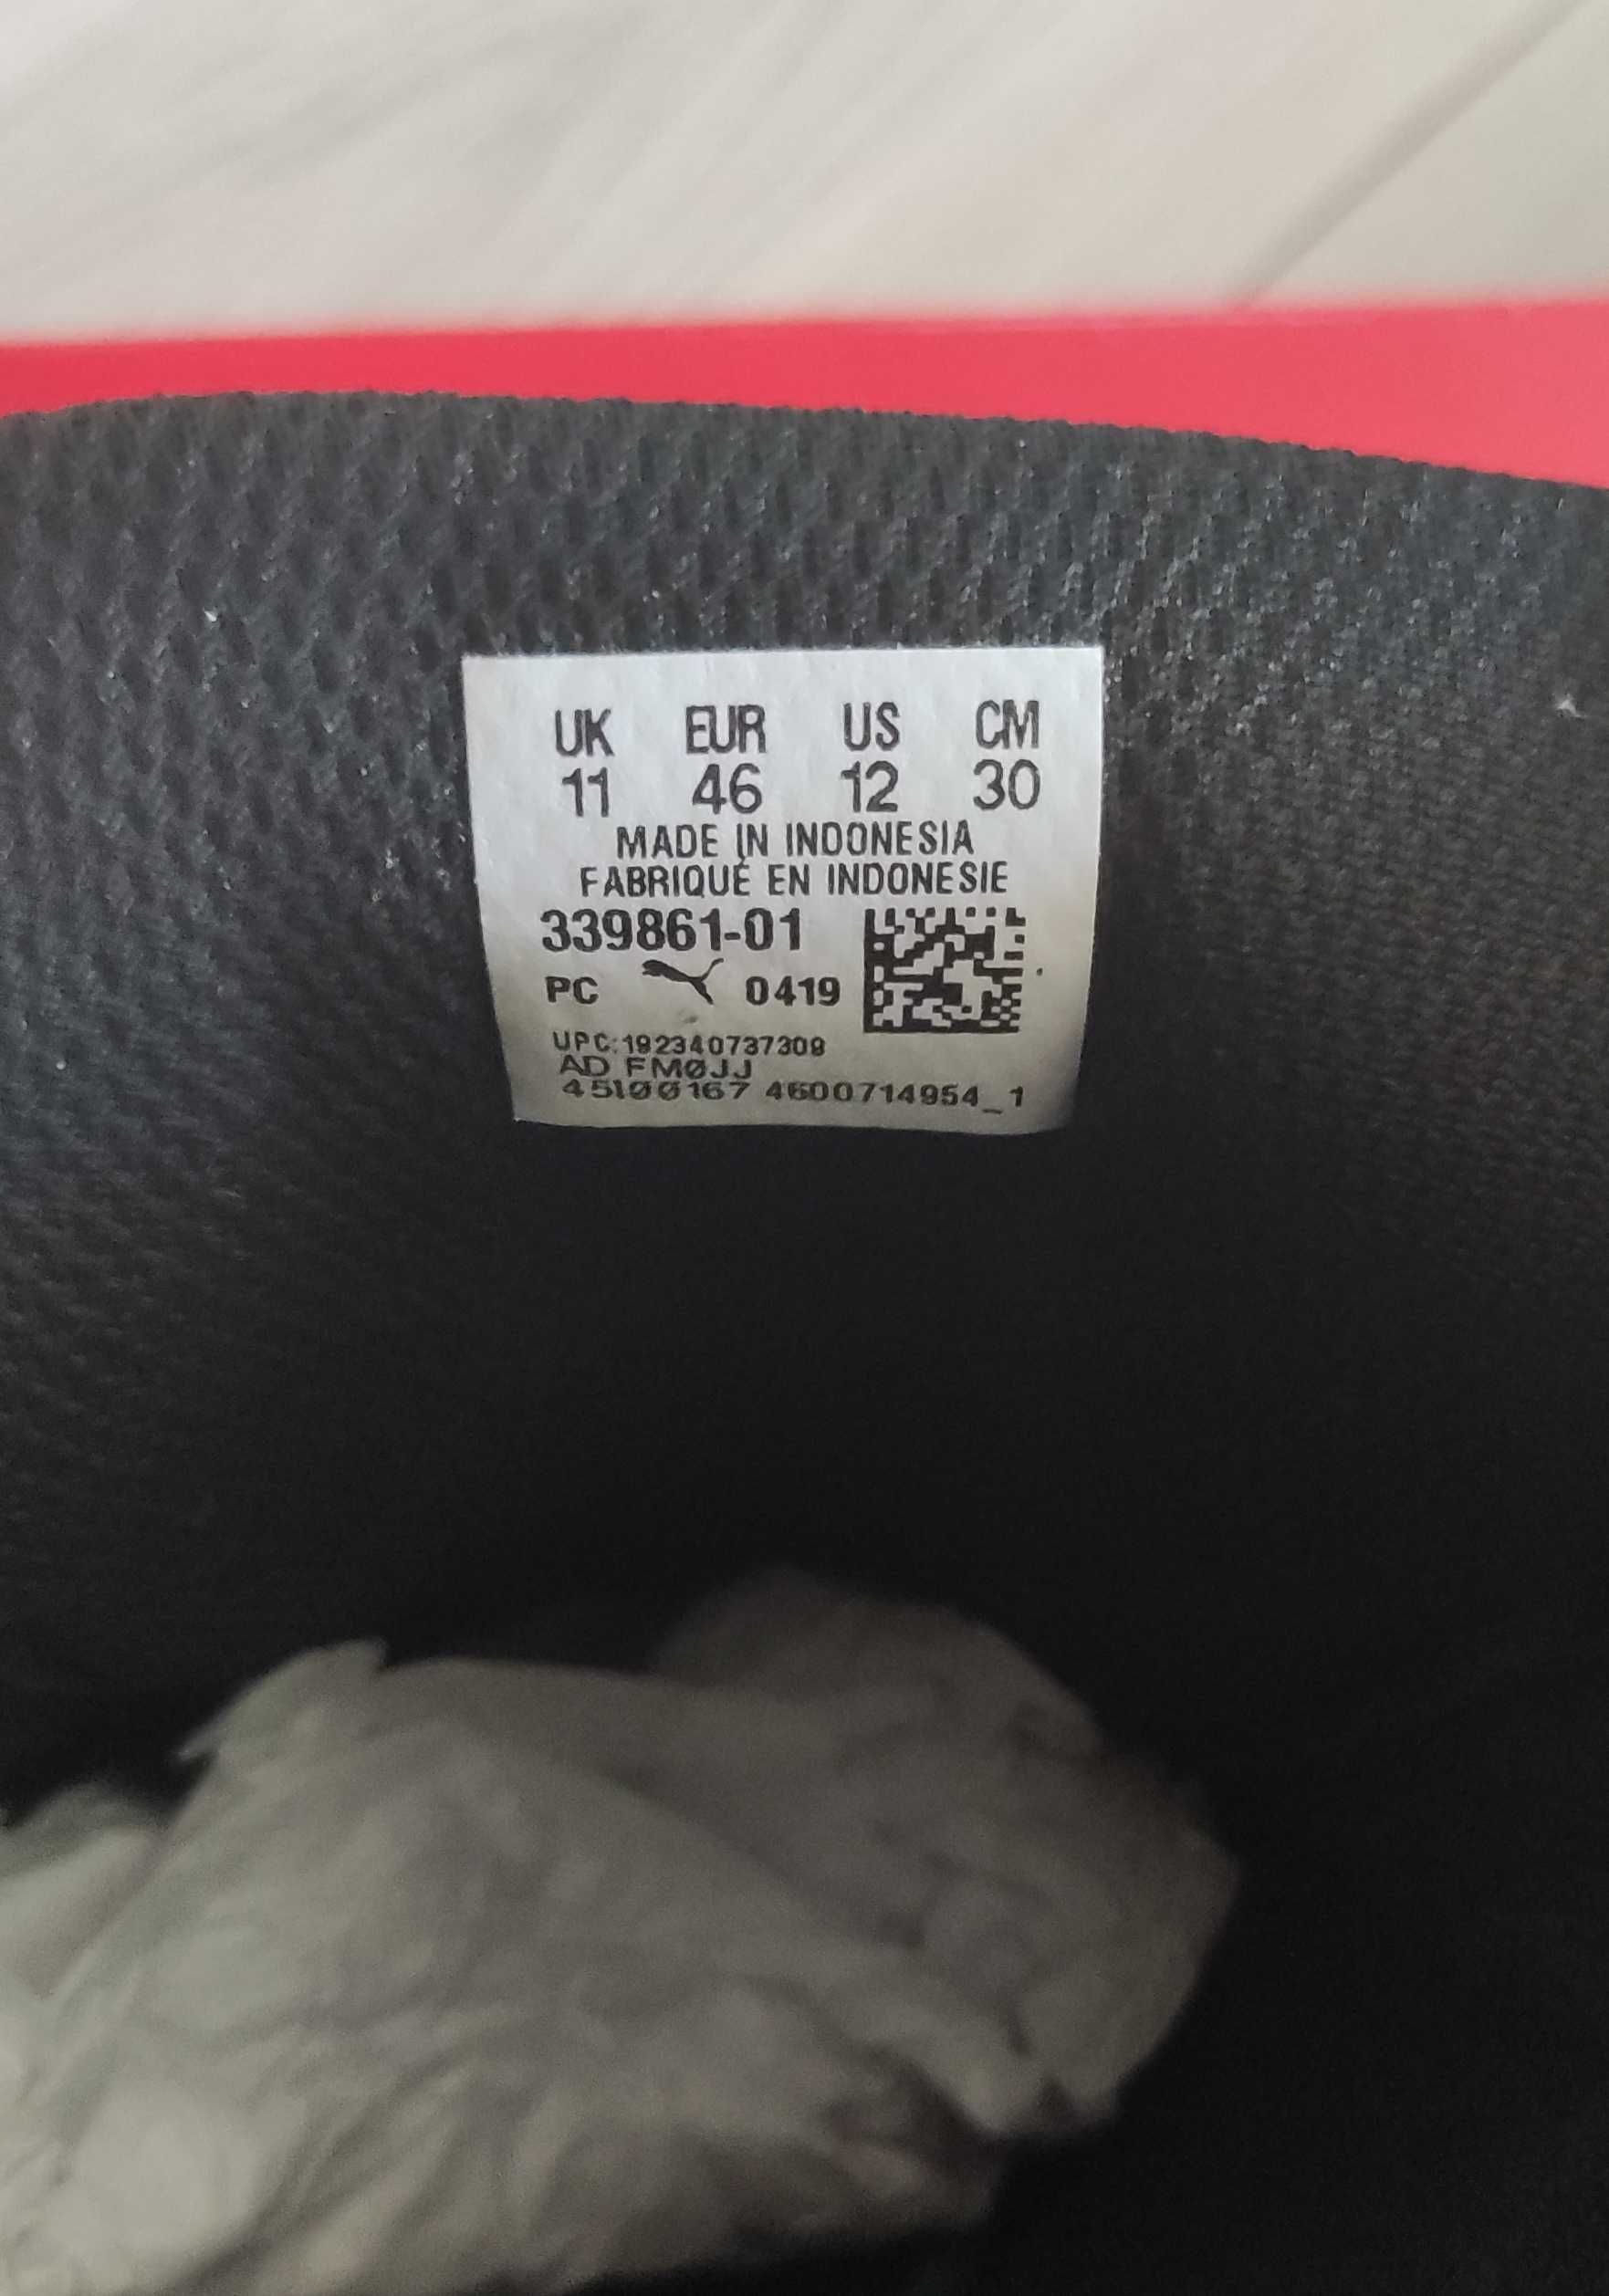 UK EUR US CM
11 46 12 30
MADE IN INDONESIA
FABRIQUÉ EN INDONESIE
339861-01
PC 0419
UPC:192340737309
AD FMØJJ
45100167 4600714954_1